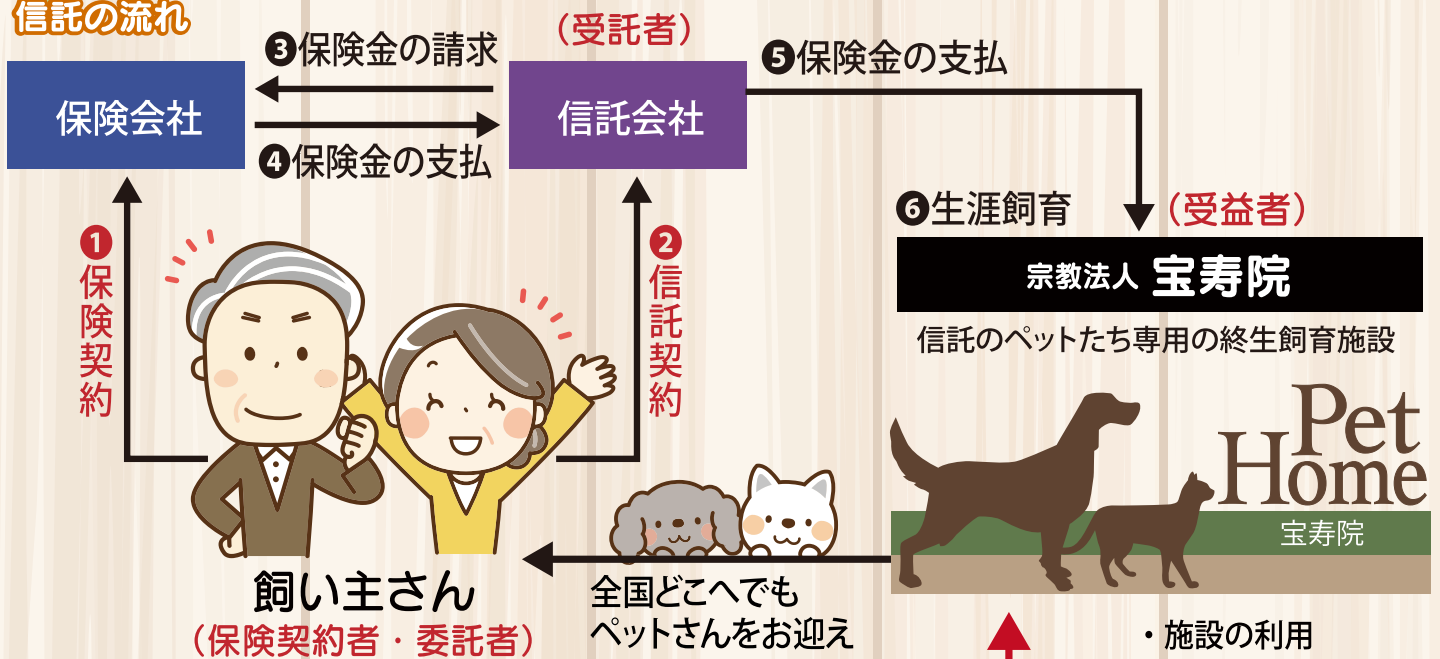 信託の流れ
❸保険金の請求
（受託者）
❺保険金の支払
保険会社
信託会社
❹保険金の支払
❻生涯飼育
（受益者）
❶保険契約
❷信託契約
宗教法人 宝寿院
信託のペットたち専用の終生飼育施設
Pet
Home
宝寿院
飼い主さん
（保険契約者・委託者）
全国どこへでも
ペットさんをお迎え
・施設の利用